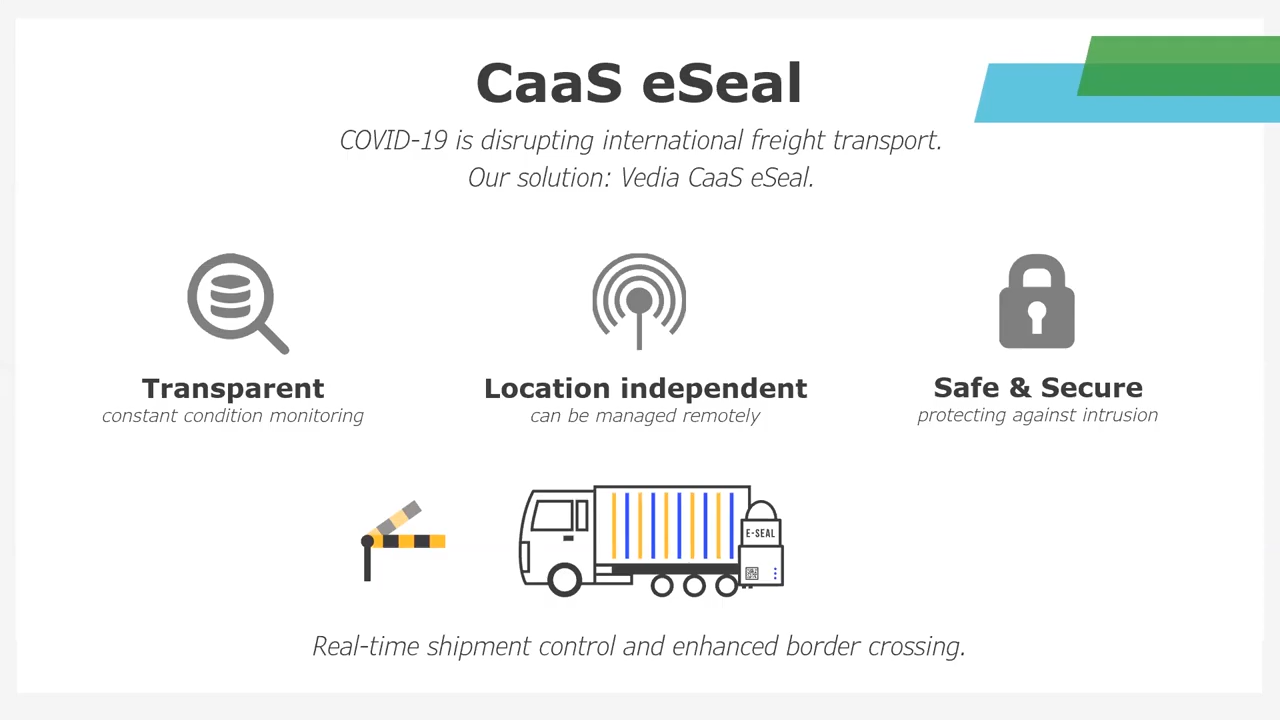 CaaS eSeal
COVID-19 is disrupting international freight transport.
Our solution: Vedia CaaS eSeal.
Transparent
constant condition monitoring
Location independent
can be managed remotely
Safe & Secure
protecting against intrusion
E-SEAL
Real-time shipment control and enhanced border crossing.